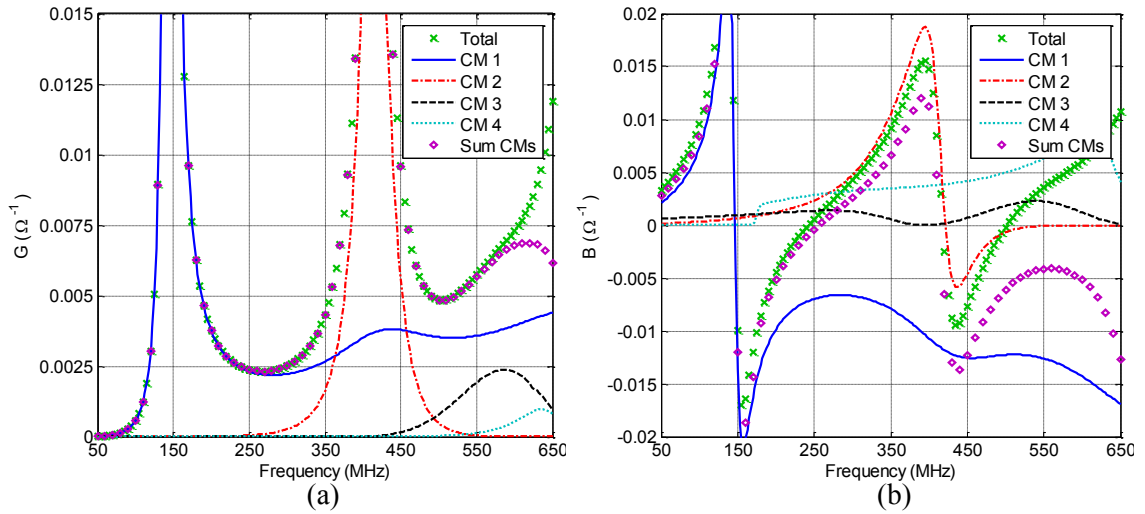 0.015
0.0125
0.01
0.0075
0.005
0.0025
0
G (Ω⁻¹)
50 150 250 350 450 550 650
Frequency (MHz)
Total
CM 1
CM 2
CM 3
CM 4
Sum CMs
(a)
0.02
0.015
0.01
0.005
0
-0.005
-0.01
-0.015
-0.02
B (Ω⁻¹)
50 150 250 350 450 550 650
Frequency (MHz)
Total
CM 1
CM 2
CM 3
CM 4
Sum CMs
(b)